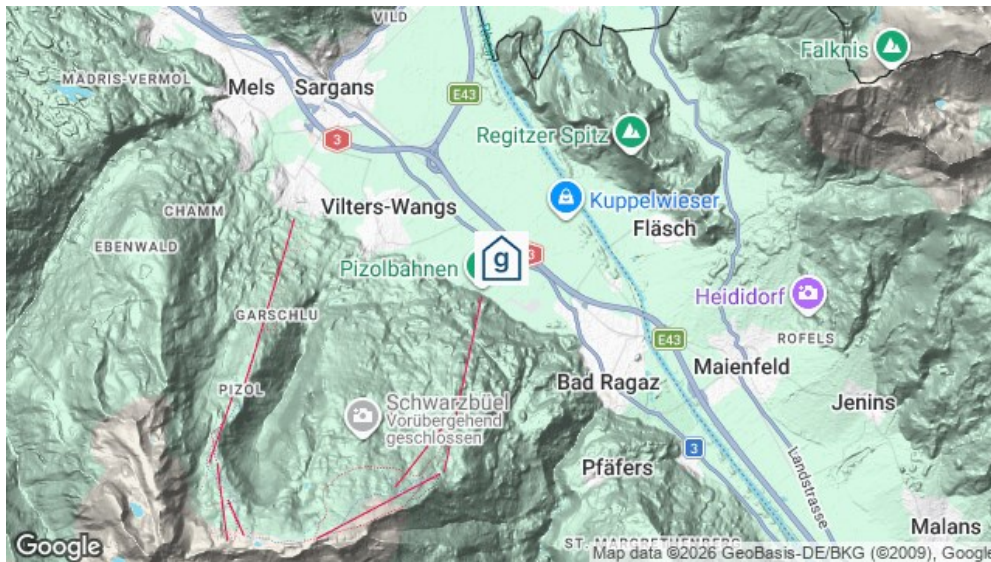 VILD
Rhein
Falknis
MADRIS-VERMOL
Mels
Sargans
E43
3
Regitzer Spitz
Kuppelwieser
CHAMM
Vilters-Wangs
Fläsch
EBENWALD
g
3
Pizolbahnen
Heididorf
GARSCHLU
E43
ROFELS
Maienfeld
PIZOL
Bad Ragaz
Schwarzbüel
Vorübergehend
geschlossen
Jenins
3
Pfäfers
Landstrasse
Malans
ST. MARGRETHENBERG
Google
Map data ©2026 GeoBasis-DE/BKG (©2009), Google